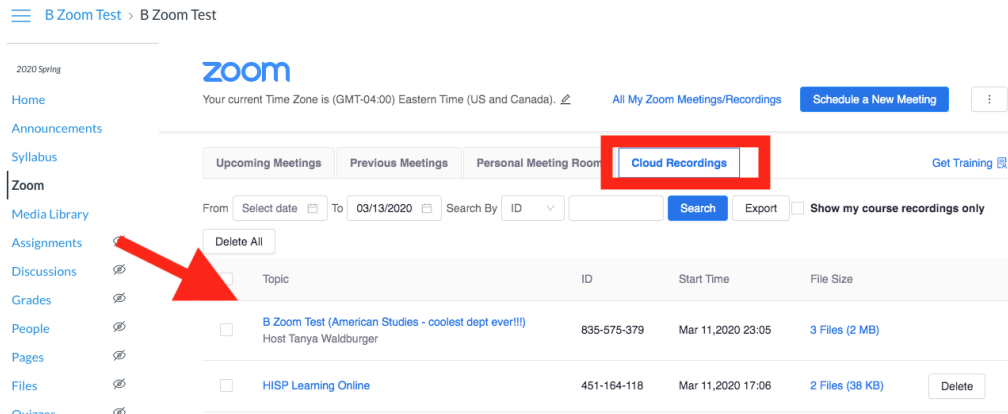 B Zoom Test > B Zoom Test
2020 Spring
Home
Announcements
Syllabus
Zoom
Media Library
Assignments
Discussions
Grades
People
Pages
Files
Quizzes
zoom
Your current Time Zone is (GMT-04:00) Eastern Time (US and Canada).
All My Zoom Meetings/Recordings
Schedule a New Meeting
Upcoming Meetings Previous Meetings Personal Meeting Room Cloud Recordings Get Training
From Select date To 03/13/2020 Search By ID Search Export Show my course recordings only
Delete All
Topic ID Start Time File Size
B Zoom Test (American Studies - coolest dept ever!!!) 835-575-379 Mar 11,2020 23:05 3 Files (2 MB)
Host Tanya Waldburger
HISP Learning Online 451-164-118 Mar 11,2020 17:06 2 Files (38 KB) Delete